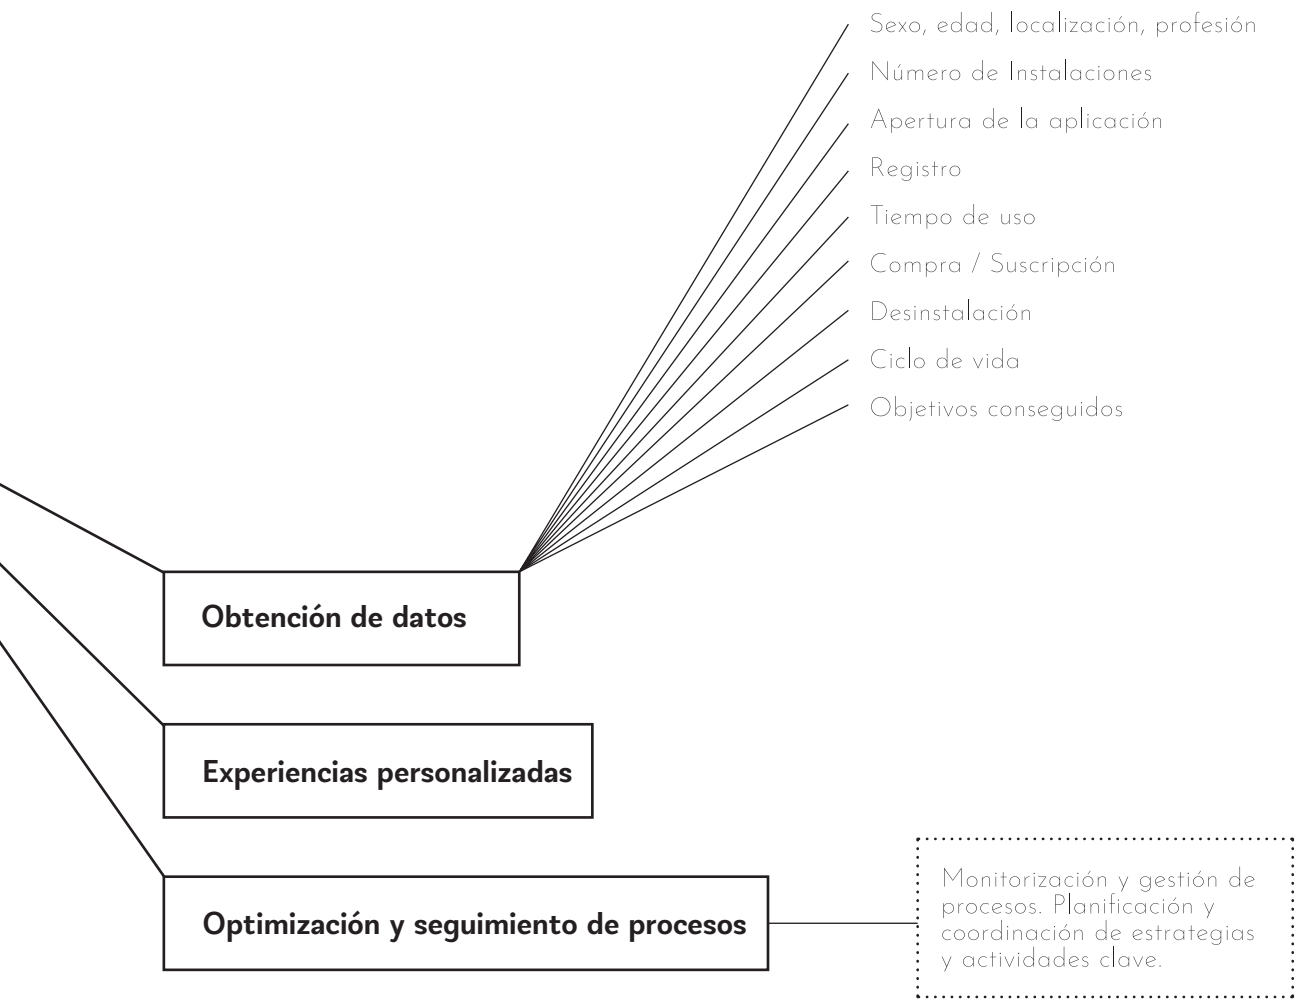 Sexo, edad, localización, profesión
Número de Instalaciones
Apertura de la aplicación
Registro
Tiempo de uso
Compra / Suscripción
Desinstalación
Ciclo de vida
Objetivos conseguidos
Obtención de datos
Experiencias personalizadas
Optimización y seguimiento de procesos
Monitorización y gestión de
procesos. Planificación y
coordinación de estrategias
y actividades clave.